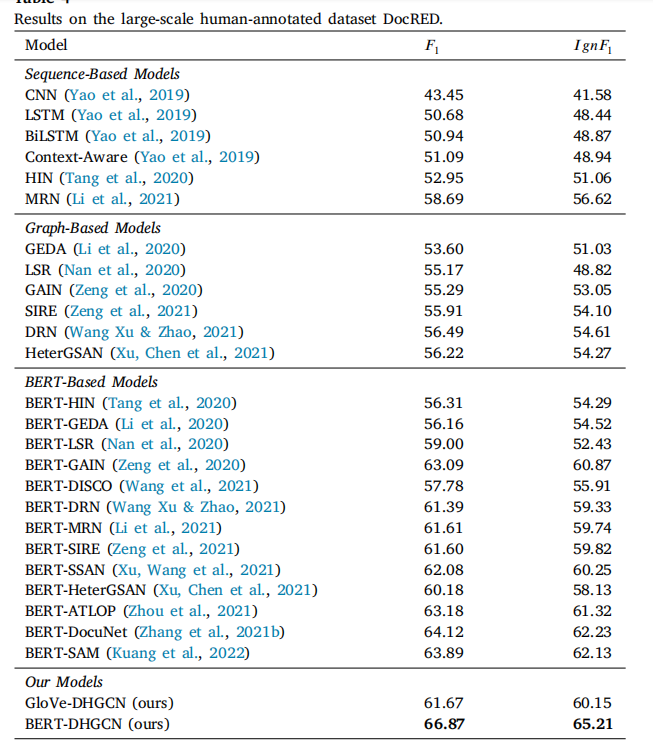 Table 4
Results on the large-scale human-annotated dataset DocRED.
Model F1 IgnF1
Sequence-Based Models
CNN (Yao et al., 2019) 43.45 41.58
LSTM (Yao et al., 2019) 50.68 48.44
BiLSTM (Yao et al., 2019) 50.94 48.87
Context-Aware (Yao et al., 2019) 51.09 48.94
HIN (Tang et al., 2020) 52.95 51.06
MRN (Li et al., 2021) 58.69 56.62
Graph-Based Models
GEDA (Li et al., 2020) 53.60 51.03
LSR (Nan et al., 2020) 55.17 48.82
GAIN (Zeng et al., 2020) 55.29 53.05
SIRE (Zeng et al., 2021) 55.91 54.10
DRN (Wang Xu & Zhao, 2021) 56.49 54.61
HeterGSAN (Xu, Chen et al., 2021) 56.22 54.27
BERT-Based Models
BERT-HIN (Tang et al., 2020) 56.31 54.29
BERT-GEDA (Li et al., 2020) 56.16 54.52
BERT-LSR (Nan et al., 2020) 59.00 52.43
BERT-GAIN (Zeng et al., 2020) 63.09 60.87
BERT-DISCO (Wang et al., 2021) 57.78 55.91
BERT-DRN (Wang Xu & Zhao, 2021) 61.39 59.33
BERT-MRN (Li et al., 2021) 61.61 59.74
BERT-SIRE (Zeng et al., 2021) 61.60 59.82
BERT-SSAN (Xu, Wang et al., 2021) 62.08 60.25
BERT-HeterGSAN (Xu, Chen et al., 2021) 60.18 58.13
BERT-ATLOP (Zhou et al., 2021) 63.18 61.32
BERT-DocuNet (Zhang et al., 2021b) 64.12 62.23
BERT-SAM (Kuang et al., 2022) 63.89 62.13
Our Models
GloVe-DHGCN (ours) 61.67 60.15
BERT-DHGCN (ours) 66.87 65.21